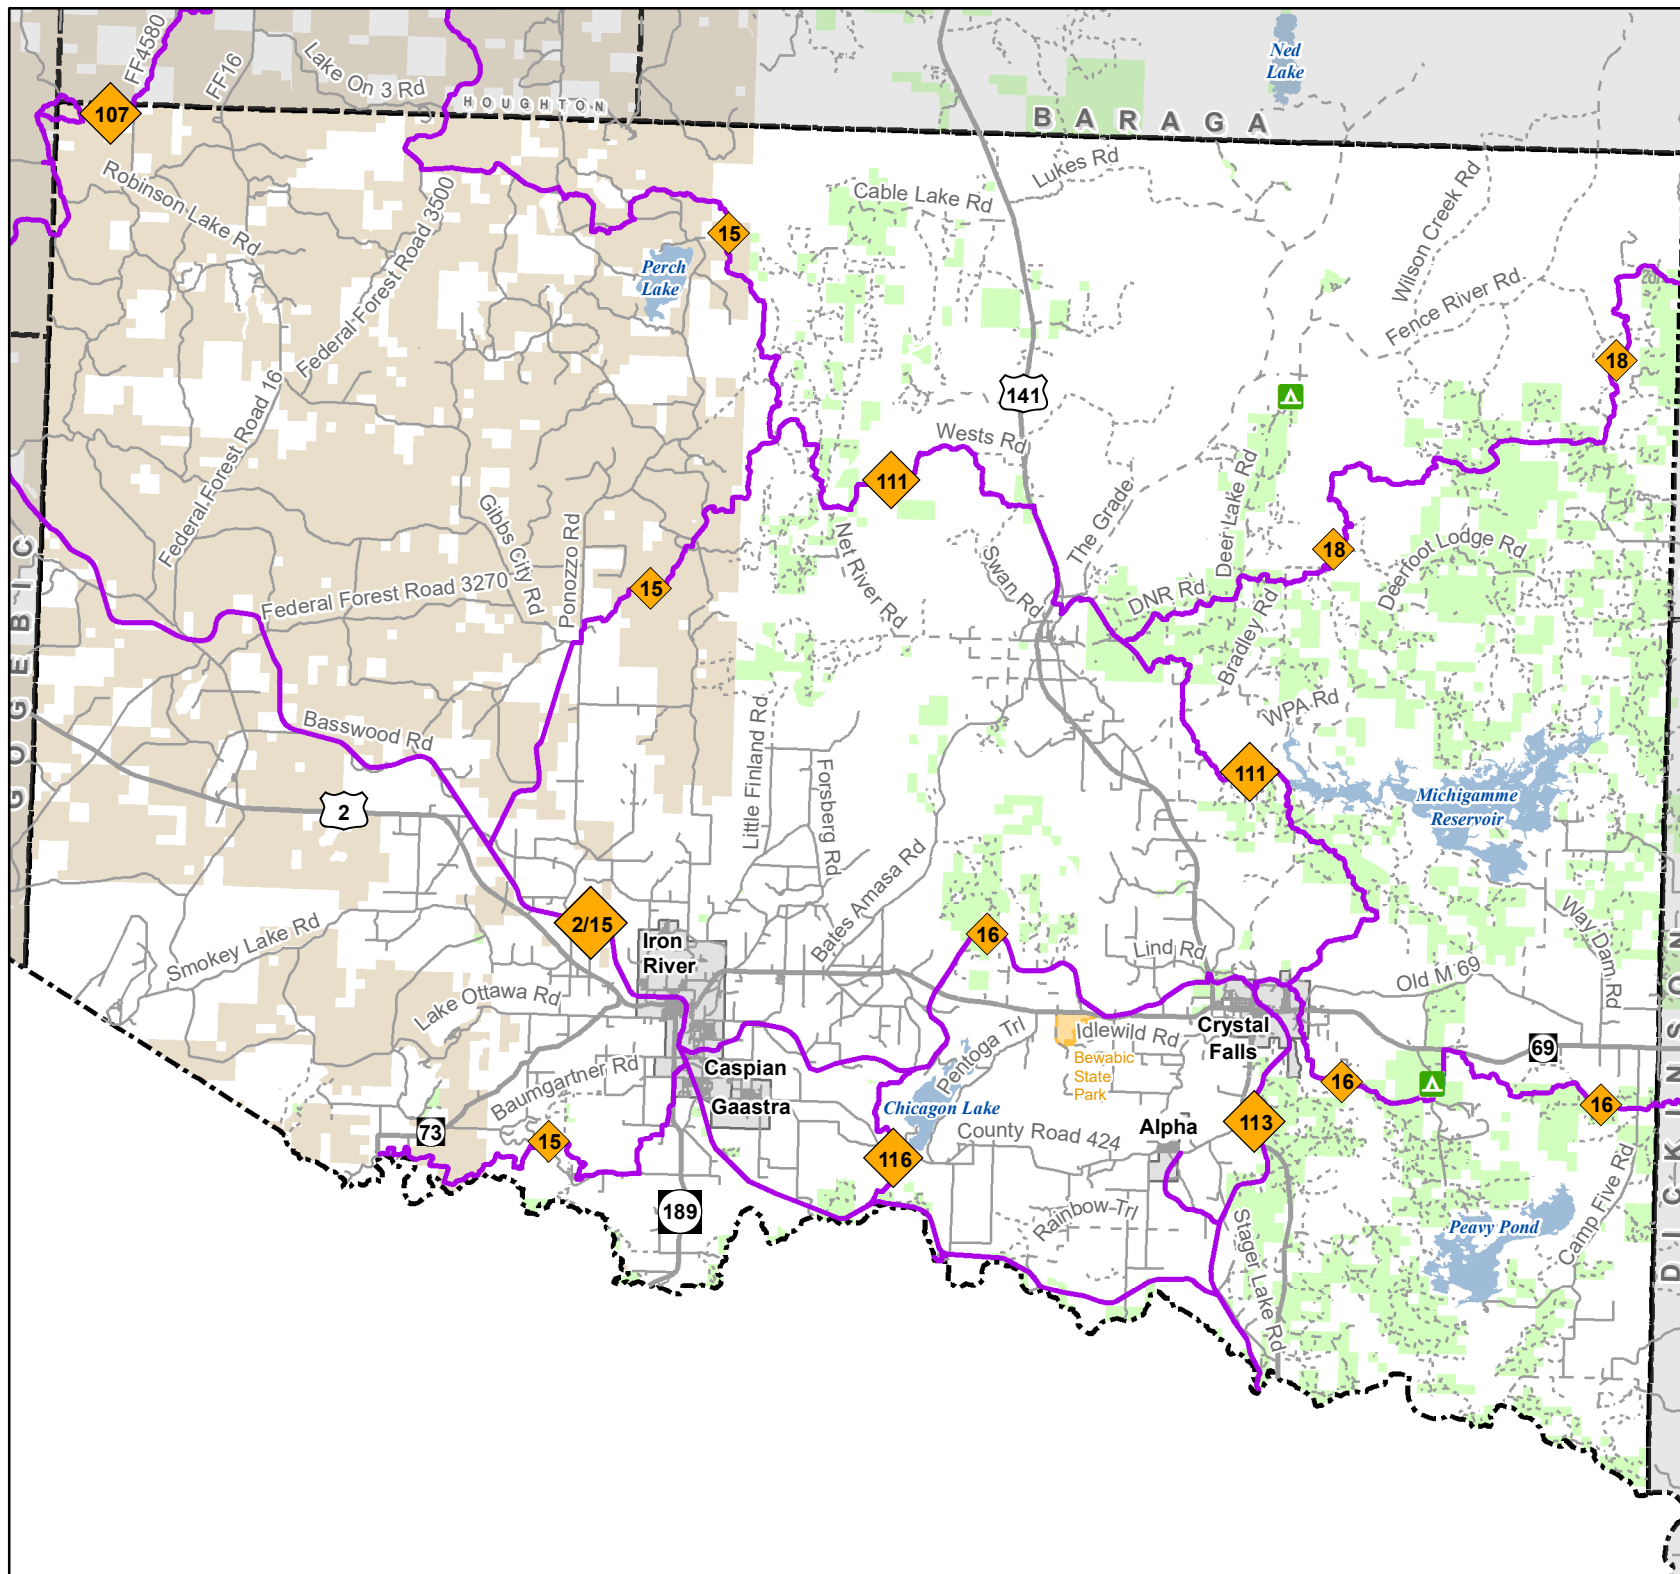 FF4580
FF16
Lake On 3 Rd
HOUGHTON
Ned
Lake
BARAGA
107
Robinson Lake Rd
Federal Forest Road 3500
Lukes Rd
Cable Lake Rd
Wilson Creek Rd
15
Perch
Lake
Fence River Rd
18
141
Federal Forest Road 16
Wests Rd
111
Gibbs City Rd
Ponozzo Rd
Net River Rd
Swan Rd
The Grade
Deer Lake Rd
18
Deerfoot Lodge Rd
GOGEBIC
Federal Forest Road 3270
15
DNR Rd
Bradley Rd
WPA Rd
Basswood Rd
Little Finland Rd
Forsberg Rd
111
Michigamme
Reservoir
2
Bates Amasa Rd
Smokey Lake Rd
2/15
Iron
River
16
Lind Rd
Old M 69
Way Dam Rd
DICKINSON
Lake Ottawa Rd
Pentoga Trl
Idlewild Rd
Crystal
Falls
69
Bewabic
State
Park
Baumgartner Rd
Caspian
Gaastra
Chicagon Lake
16
16
73
15
116
County Road 424
Alpha
113
189
Rainbow Trl
Stager Lake Rd
Peavy Pond
Camp Five Rd